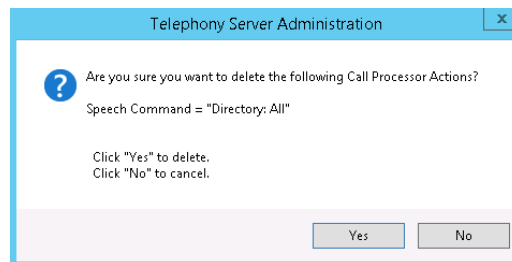 Telephony Server Administration
x
?
Are you sure you want to delete the following Call Processor Actions?
Speech Command = "Directory: All"
Click "Yes" to delete.
Click "No" to cancel.
Yes
No